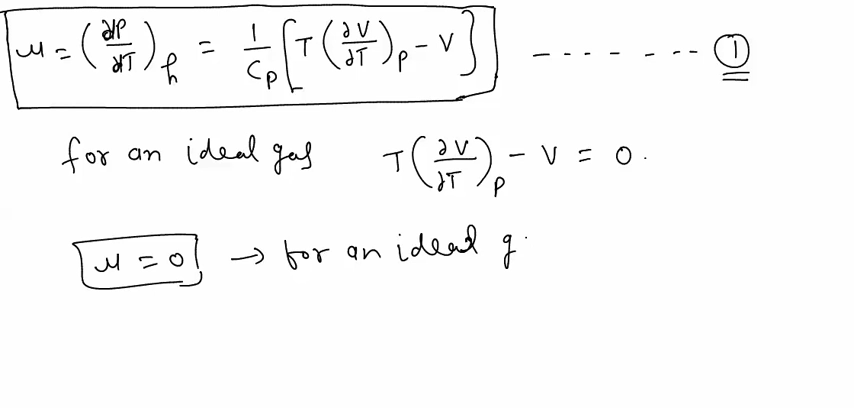 μ = (∂P/∂T)_h = 1/C_p [T(∂V/∂T)_p - V] ------- ①
for an ideal gas T(∂V/∂T)_p - V = 0.
μ = 0 → for an ideal g